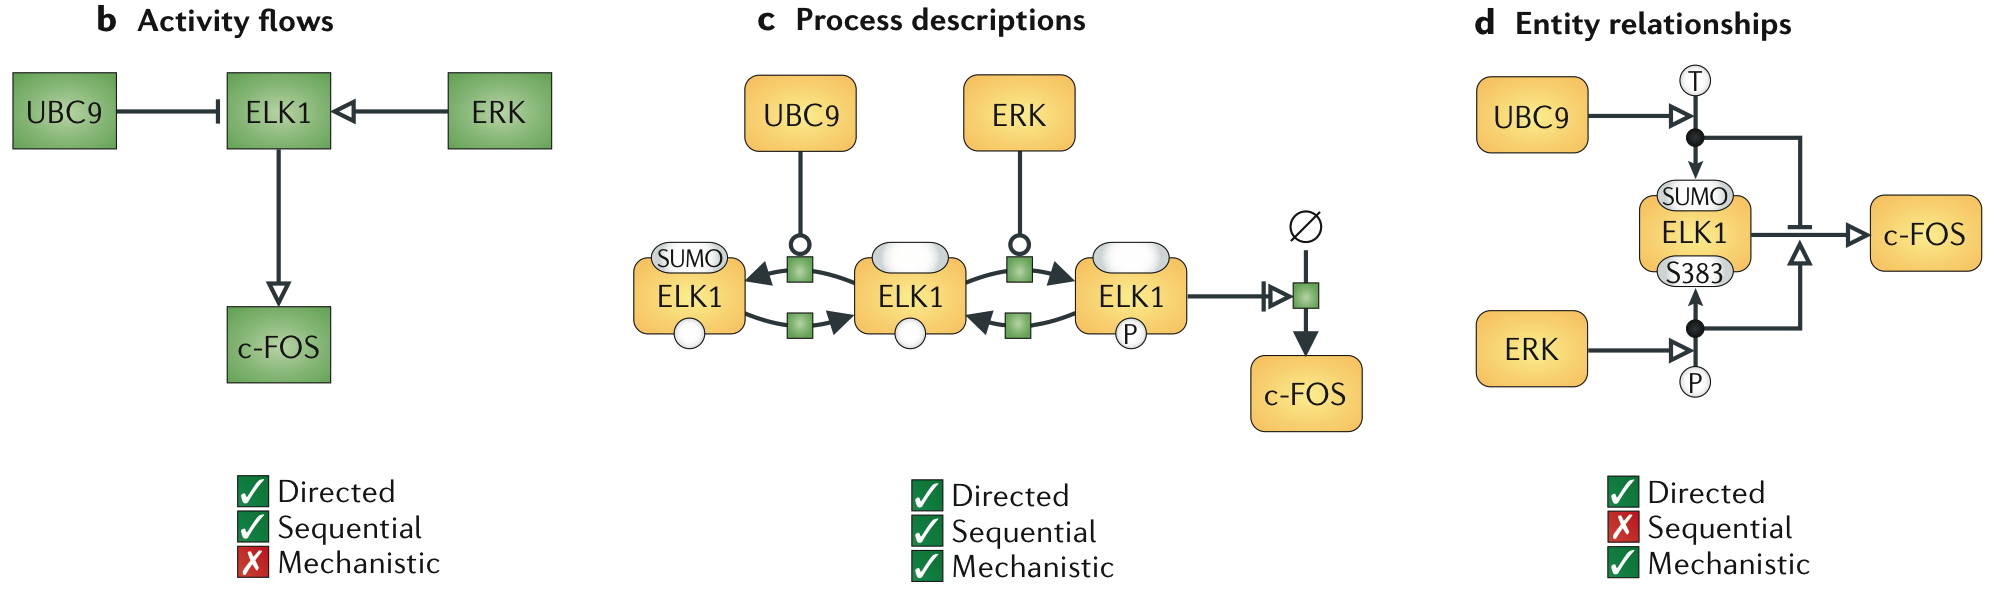 b Activity flows
UBC9
ELK1
ERK
c-FOS
✓ Directed
✓ Sequential
✗ Mechanistic
c Process descriptions
UBC9
ERK
∅
SUMO
ELK1
ELK1
ELK1
P
c-FOS
✓ Directed
✓ Sequential
✓ Mechanistic
d Entity relationships
T
UBC9
SUMO
ELK1
S383
c-FOS
ERK
P
✓ Directed
✗ Sequential
✓ Mechanistic